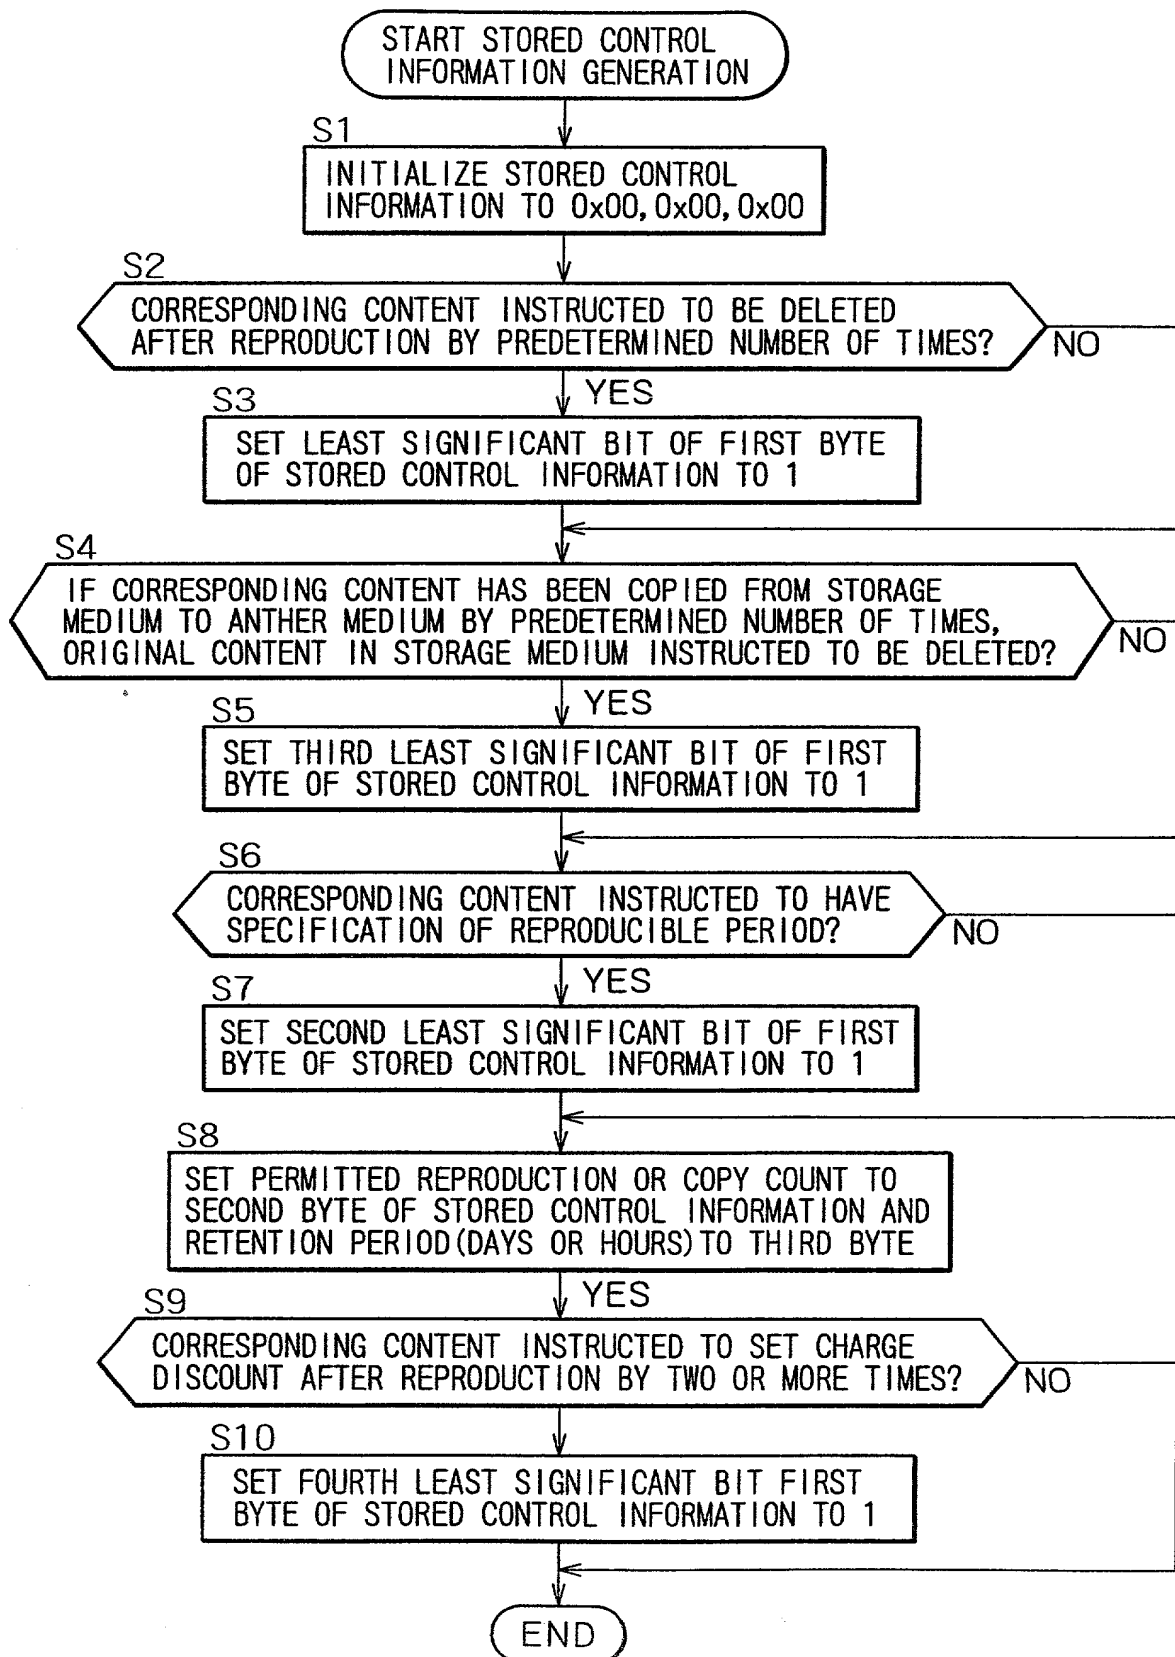 START STORED CONTROL
INFORMATION GENERATION
S1
INITIALIZE STORED CONTROL
INFORMATION TO 0x00, 0x00, 0x00
S2
CORRESPONDING CONTENT INSTRUCTED TO BE DELETED
AFTER REPRODUCTION BY PREDETERMINED NUMBER OF TIMES?
NO
YES
S3
SET LEAST SIGNIFICANT BIT OF FIRST BYTE
OF STORED CONTROL INFORMATION TO 1
S4
IF CORRESPONDING CONTENT HAS BEEN COPIED FROM STORAGE
MEDIUM TO ANTHER MEDIUM BY PREDETERMINED NUMBER OF TIMES,
ORIGINAL CONTENT IN STORAGE MEDIUM INSTRUCTED TO BE DELETED?
NO
YES
S5
SET THIRD LEAST SIGNIFICANT BIT OF FIRST
BYTE OF STORED CONTROL INFORMATION TO 1
S6
CORRESPONDING CONTENT INSTRUCTED TO HAVE
SPECIFICATION OF REPRODUCIBLE PERIOD?
NO
YES
S7
SET SECOND LEAST SIGNIFICANT BIT OF FIRST
BYTE OF STORED CONTROL INFORMATION TO 1
S8
SET PERMITTED REPRODUCTION OR COPY COUNT TO
SECOND BYTE OF STORED CONTROL INFORMATION AND
RETENTION PERIOD(DAYS OR HOURS)TO THIRD BYTE
YES
S9
CORRESPONDING CONTENT INSTRUCTED TO SET CHARGE
DISCOUNT AFTER REPRODUCTION BY TWO OR MORE TIMES?
NO
S10
SET FOURTH LEAST SIGNIFICANT BIT FIRST
BYTE OF STORED CONTROL INFORMATION TO 1
END